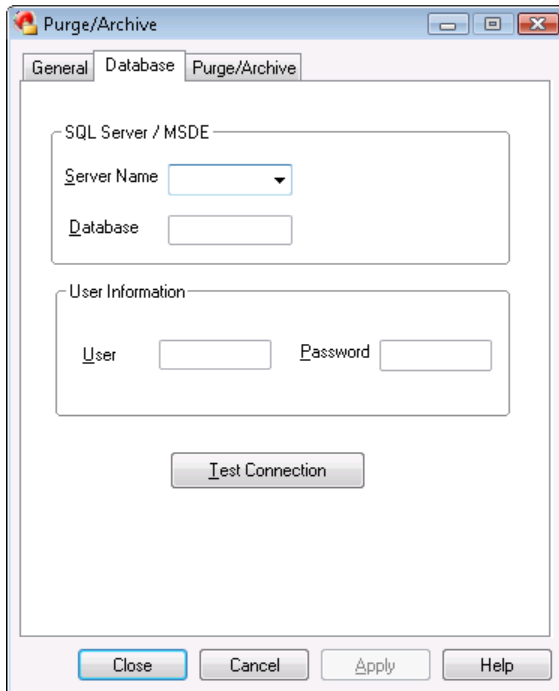 Purge/Archive
General Database Purge/Archive
SQL Server / MSDE
Server Name
Database
User Information
User Password
Test Connection
Close Cancel Apply Help